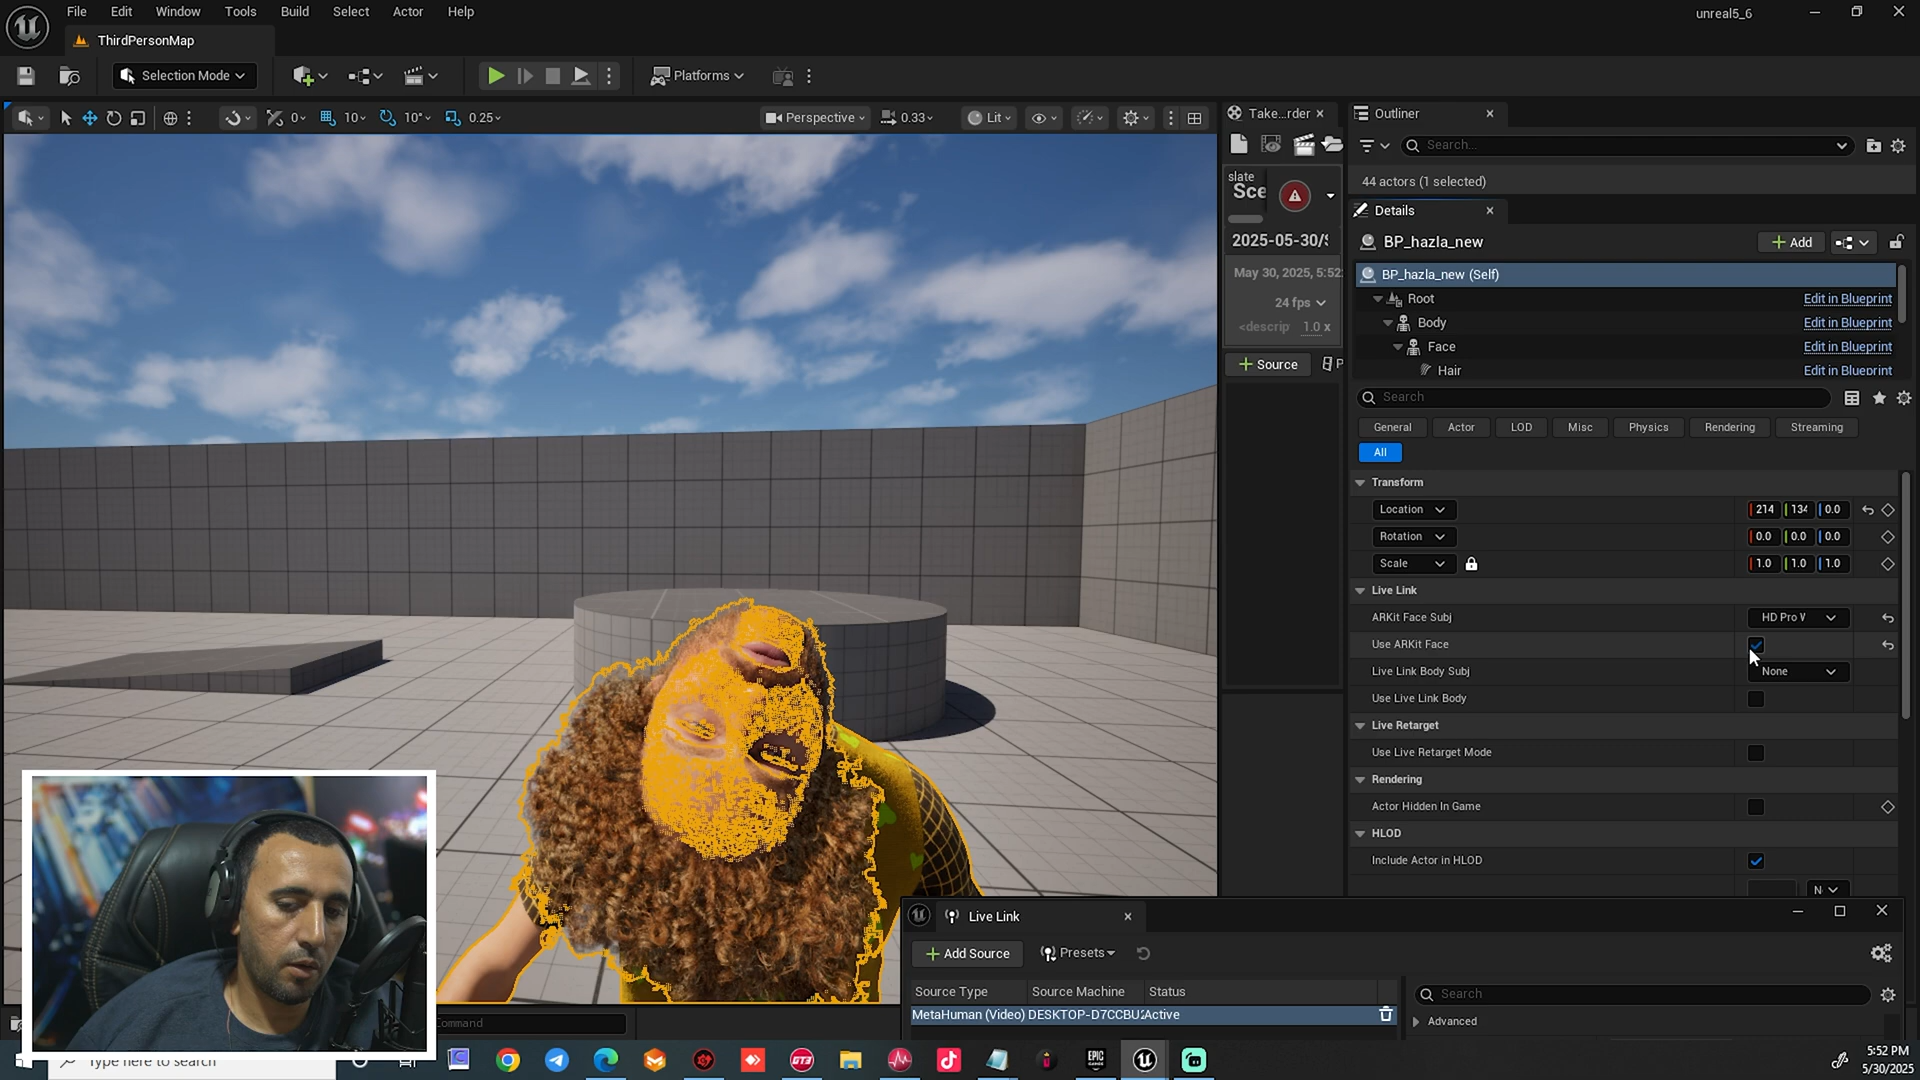 File Edit Window Tools Build Select Actor Help
unreal5_6
ThirdPersonMap
Selection Mode
Platforms
0 10 10° 0.25
Perspective 0.33 Lit
Take...rder
slate
Sce
2025-05-30/
May 30, 2025, 5:52
24 fps
<descrip 1.0 x
Source
Outliner
Search...
44 actors (1 selected)
Details
BP_hazla_new
Add
BP_hazla_new (Self)
Root Edit in Blueprint
Body Edit in Blueprint
Face Edit in Blueprint
Hair Edit in Blueprint
Search
General Actor LOD Misc Physics Rendering Streaming
All
Transform
Location 214 134 0.0
Rotation 0.0 0.0 0.0
Scale 1.0 1.0 1.0
Live Link
ARKit Face Subj HD Pro
Use ARKit Face
Live Link Body Subj None
Use Live Link Body
Live Retarget
Use Live Retarget Mode
Rendering
Actor Hidden In Game
HLOD
Include Actor in HLOD
Live Link
Add Source Presets
Source Type Source Machine Status
MetaHuman (Video) DESKTOP-D7CCBU Active
Search
Advanced
Command
Type here to search
GT3
EPIC
GAMES
5:52 PM
5/30/2025